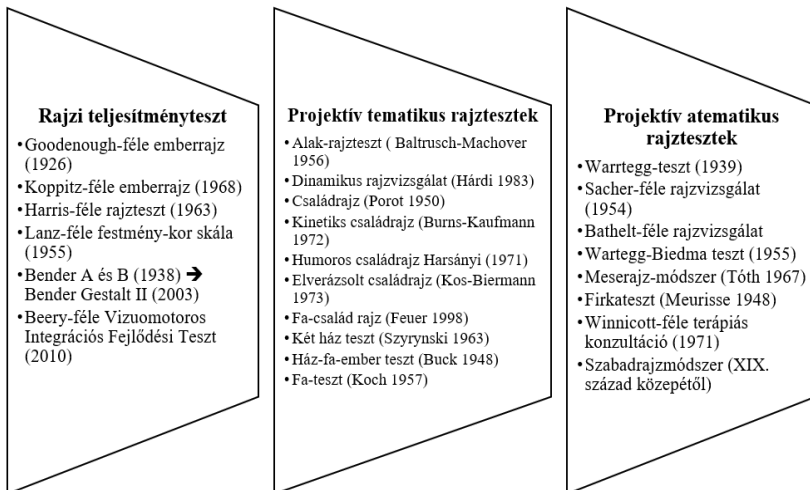 Rajzi teljesítményteszt
•Goodenough-féle emberrajz
(1926)
•Koppitz-féle emberrajz (1968)
•Harris-féle rajzteszt (1963)
•Lanz-féle festmény-kor skála
(1955)
•Bender A és B (1938) ➔
Bender Gestalt II (2003)
•Beery-féle Vizuomotoros
Integrációs Fejlődési Teszt
(2010)
Projektív tematikus rajztesztek
•Alak-rajzteszt ( Baltrusch-Machover
1956)
•Dinamikus rajzvizsgálat (Hárdi 1983)
•Családrajz (Porot 1950)
•Kinetiks családrajz (Burns-Kaufmann
1972)
•Humoros családrajz Harsányi (1971)
•Elverázsolt családrajz (Kos-Biermann
1973)
•Fa-család rajz (Feuer 1998)
•Két ház teszt (Szyrynski 1963)
•Ház-fa-ember teszt (Buck 1948)
•Fa-teszt (Koch 1957)
Projektív atematikus
rajztesztek
•Warrtegg-teszt (1939)
•Sacher-féle rajzvizsgálat
(1954)
•Bathelt-féle rajzvizsgálat
•Wartegg-Biedma teszt (1955)
•Meserajz-módszer (Tóth 1967)
•Firkateszt (Meurisse 1948)
•Winnicott-féle terápiás
konzultáció (1971)
•Szabadrajzmódszer (XIX.
század közepétől)